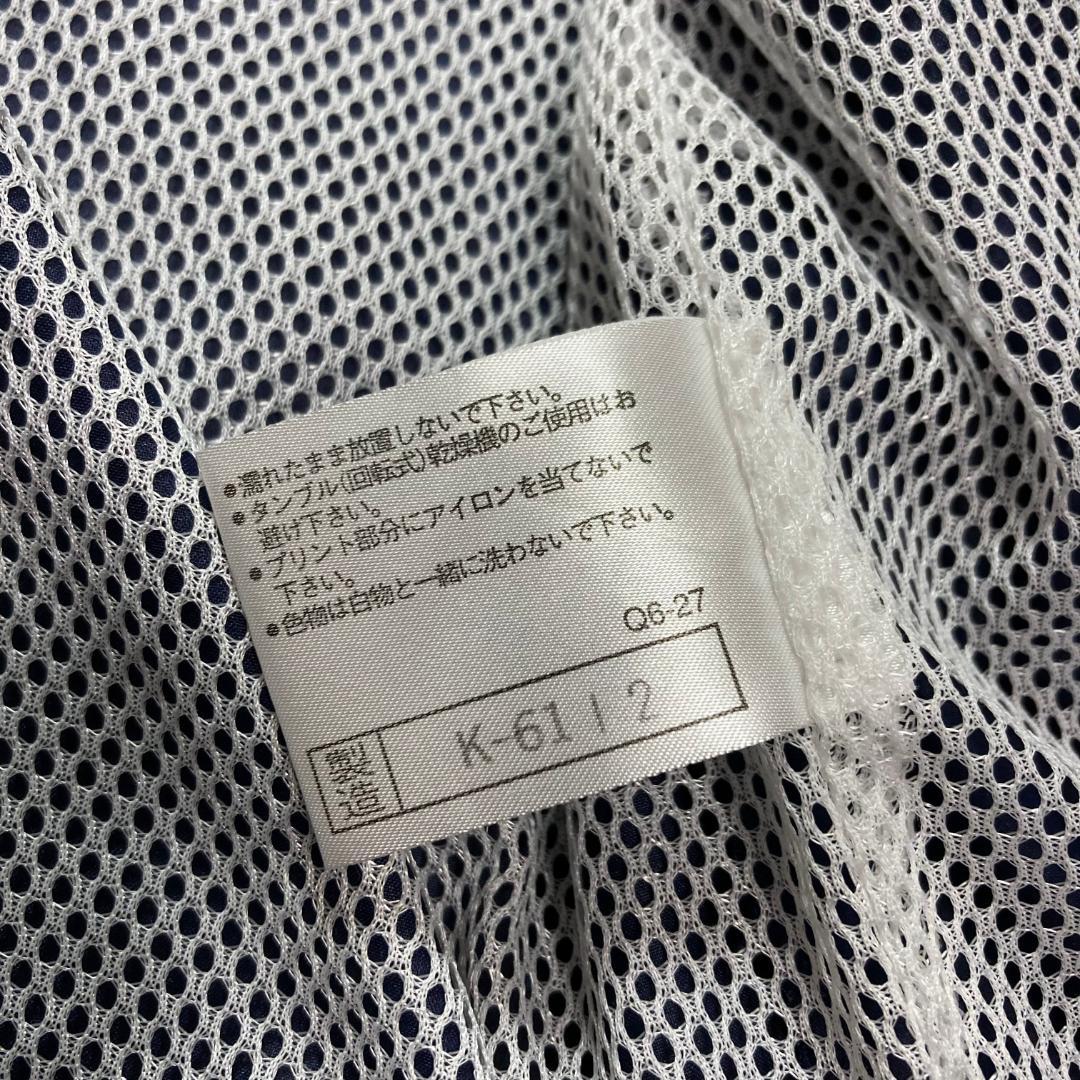 ●濡れたまま放置しないで下さい。
●タンブル(回転式)乾燥機のご使用はお
避け下さい。
●プリント部分にアイロンを当てないで
下さい。
●色物は白物と一緒に洗わないで下さい。
Q6-27
製造 K-6112